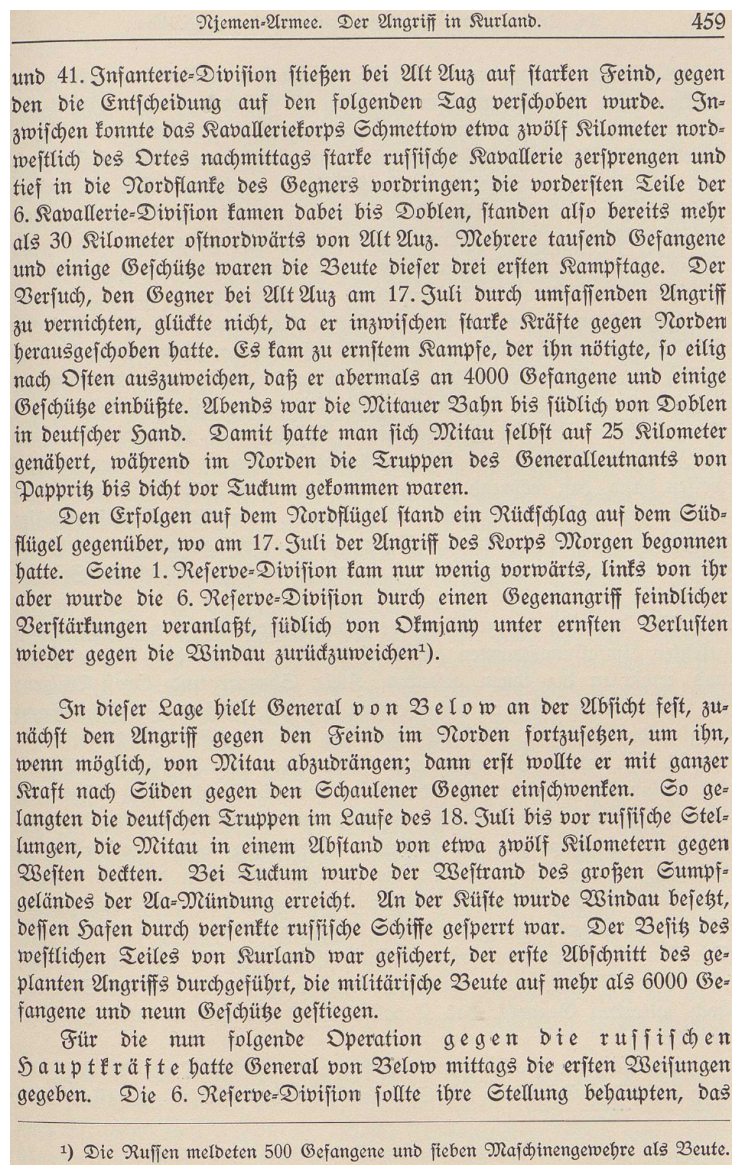 Njemen-Armee. Der Angriff in Kurland. 459
und 41. Infanterie-Division stießen bei Alt Auz auf starken Feind, gegen
den die Entscheidung auf den folgenden Tag verschoben wurde. In-
zwischen konnte das Kavalleriekorps Schmettow etwa zwölf Kilometer nord-
westlich des Ortes nachmittags starke russische Kavallerie zersprengen und
tief in die Nordflanke des Gegners vordringen; die vordersten Teile der
6. Kavallerie-Division kamen dabei bis Doblen, standen also bereits mehr
als 30 Kilometer ostnordwärts von Alt Auz. Mehrere tausend Gefangene
und einige Geschütze waren die Beute dieser drei ersten Kampftage. Der
Versuch, den Gegner bei Alt Auz am 17. Juli durch umfassenden Angriff
zu vernichten, glückte nicht, da er inzwischen starke Kräfte gegen Norden
herausgeschoben hatte. Es kam zu ernstem Kampfe, der ihn nötigte, so eilig
nach Osten auszuweichen, daß er abermals an 4000 Gefangene und einige
Geschütze einbüßte. Abends war die Mitauer Bahn bis südlich von Doblen
in deutscher Hand. Damit hatte man sich Mitau selbst auf 25 Kilometer
genähert, während im Norden die Truppen des Generalleutnants von
Pappritz bis dicht vor Tuckum gekommen waren.
Den Erfolgen auf dem Nordflügel stand ein Rückschlag auf dem Süd-
flügel gegenüber, wo am 17. Juli der Angriff des Korps Morgen begonnen
hatte. Seine 1. Reserve-Division kam nur wenig vorwärts, links von ihr
aber wurde die 6. Reserve-Division durch einen Gegenangriff feindlicher
Verstärkungen veranlaßt, südlich von Okmjany unter ernsten Verlusten
wieder gegen die Windau zurückzuweichen¹).
In dieser Lage hielt General von Below an der Absicht fest, zu-
nächst den Angriff gegen den Feind im Norden fortzusetzen, um ihn,
wenn möglich, von Mitau abzudrängen; dann erst wollte er mit ganzer
Kraft nach Süden gegen den Schaulener Gegner einschwenken. So ge-
langten die deutschen Truppen im Laufe des 18. Juli bis vor russische Stel-
lungen, die Mitau in einem Abstand von etwa zwölf Kilometern gegen
Westen deckten. Bei Tuckum wurde der Westrand des großen Sumpf-
geländes der Aa-Mündung erreicht. An der Küste wurde Windau besetzt,
dessen Hafen durch versenkte russische Schiffe gesperrt war. Der Besitz des
westlichen Teiles von Kurland war gesichert, der erste Abschnitt des ge-
planten Angriffs durchgeführt, die militärische Beute auf mehr als 6000 Ge-
fangene und neun Geschütze gestiegen.
Für die nun folgende Operation gegen die russischen
Hauptkräfte hatte General von Below mittags die ersten Weisungen
gegeben. Die 6. Reserve-Division sollte ihre Stellung behaupten, das
¹) Die Russen meldeten 500 Gefangene und sieben Maschinengewehre als Beute.